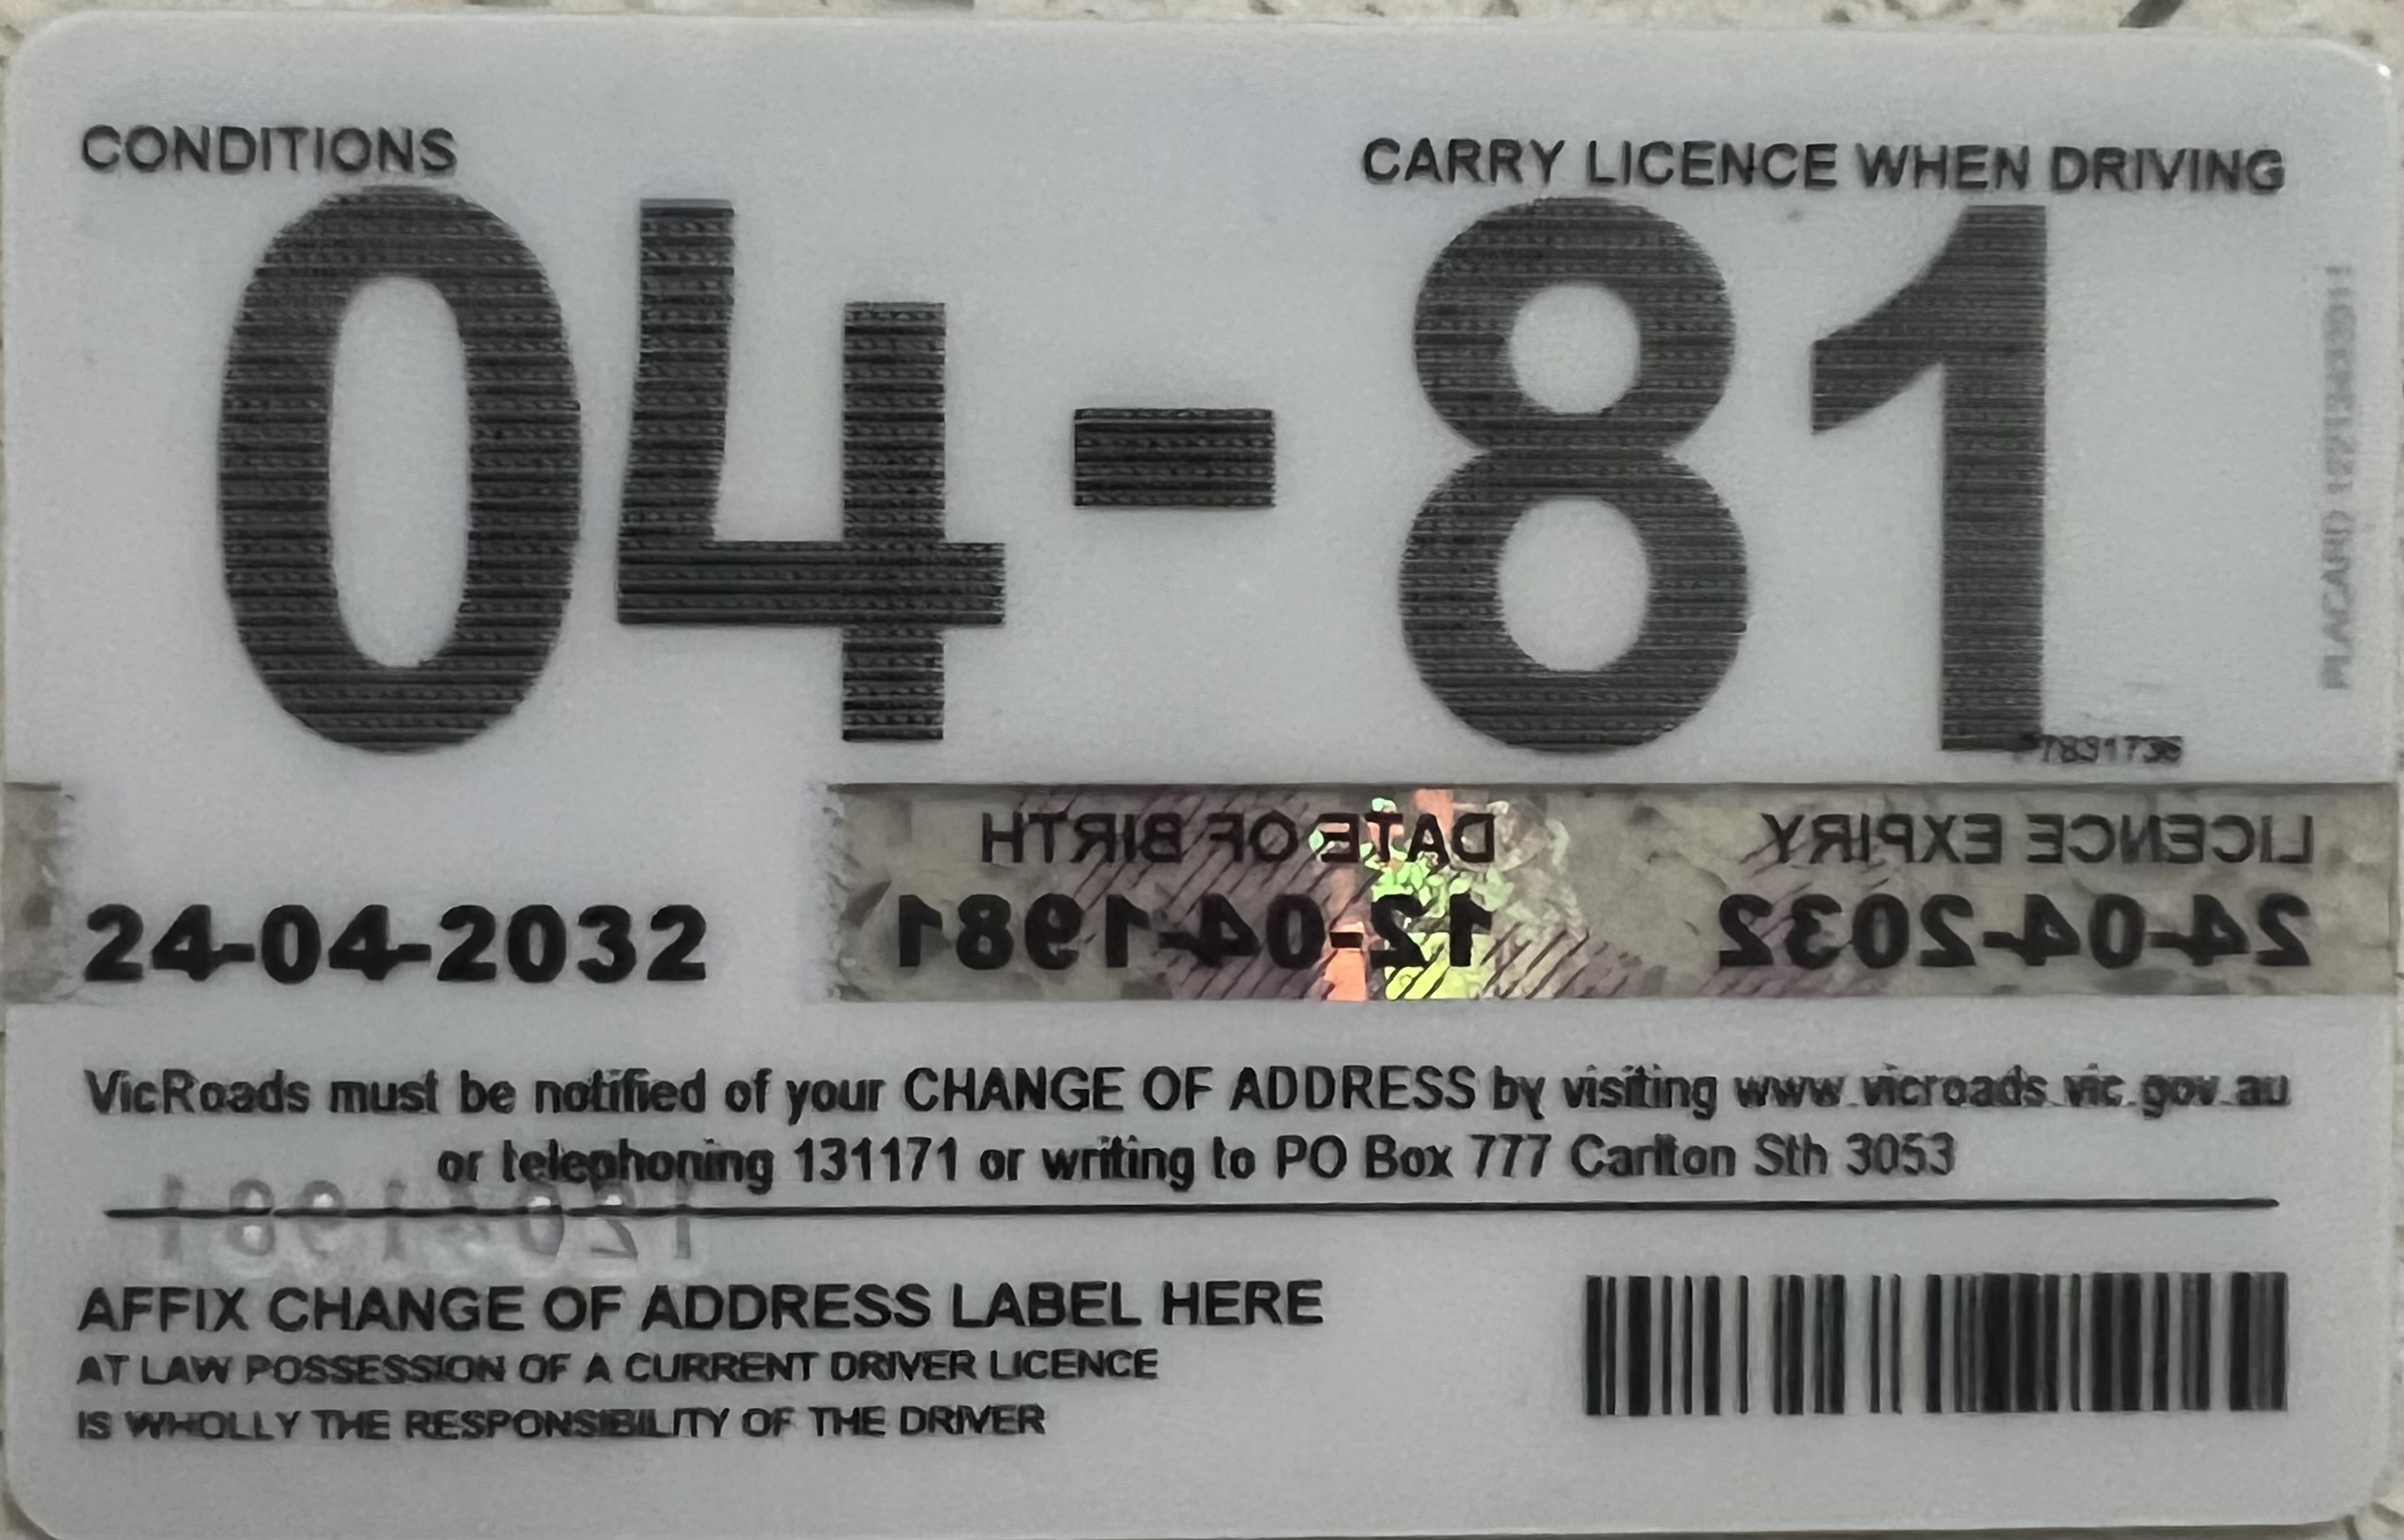 CONDITIONS
CARRY LICENCE WHEN DRIVING
04-81
PLACARD
DATE OF BIRTH
LICENCE EXPIRY
24-04-2032
12-04-1981
24-04-2032
VicRoads must be notified of your CHANGE OF ADDRESS by visiting www.vicroads.vic.gov.au
or telephoning 131171 or writing to PO Box 777 Carlton Sth 3053
12041981
AFFIX CHANGE OF ADDRESS LABEL HERE
AT LAW POSSESSION OF A CURRENT DRIVER LICENCE
IS WHOLLY THE RESPONSIBILITY OF THE DRIVER